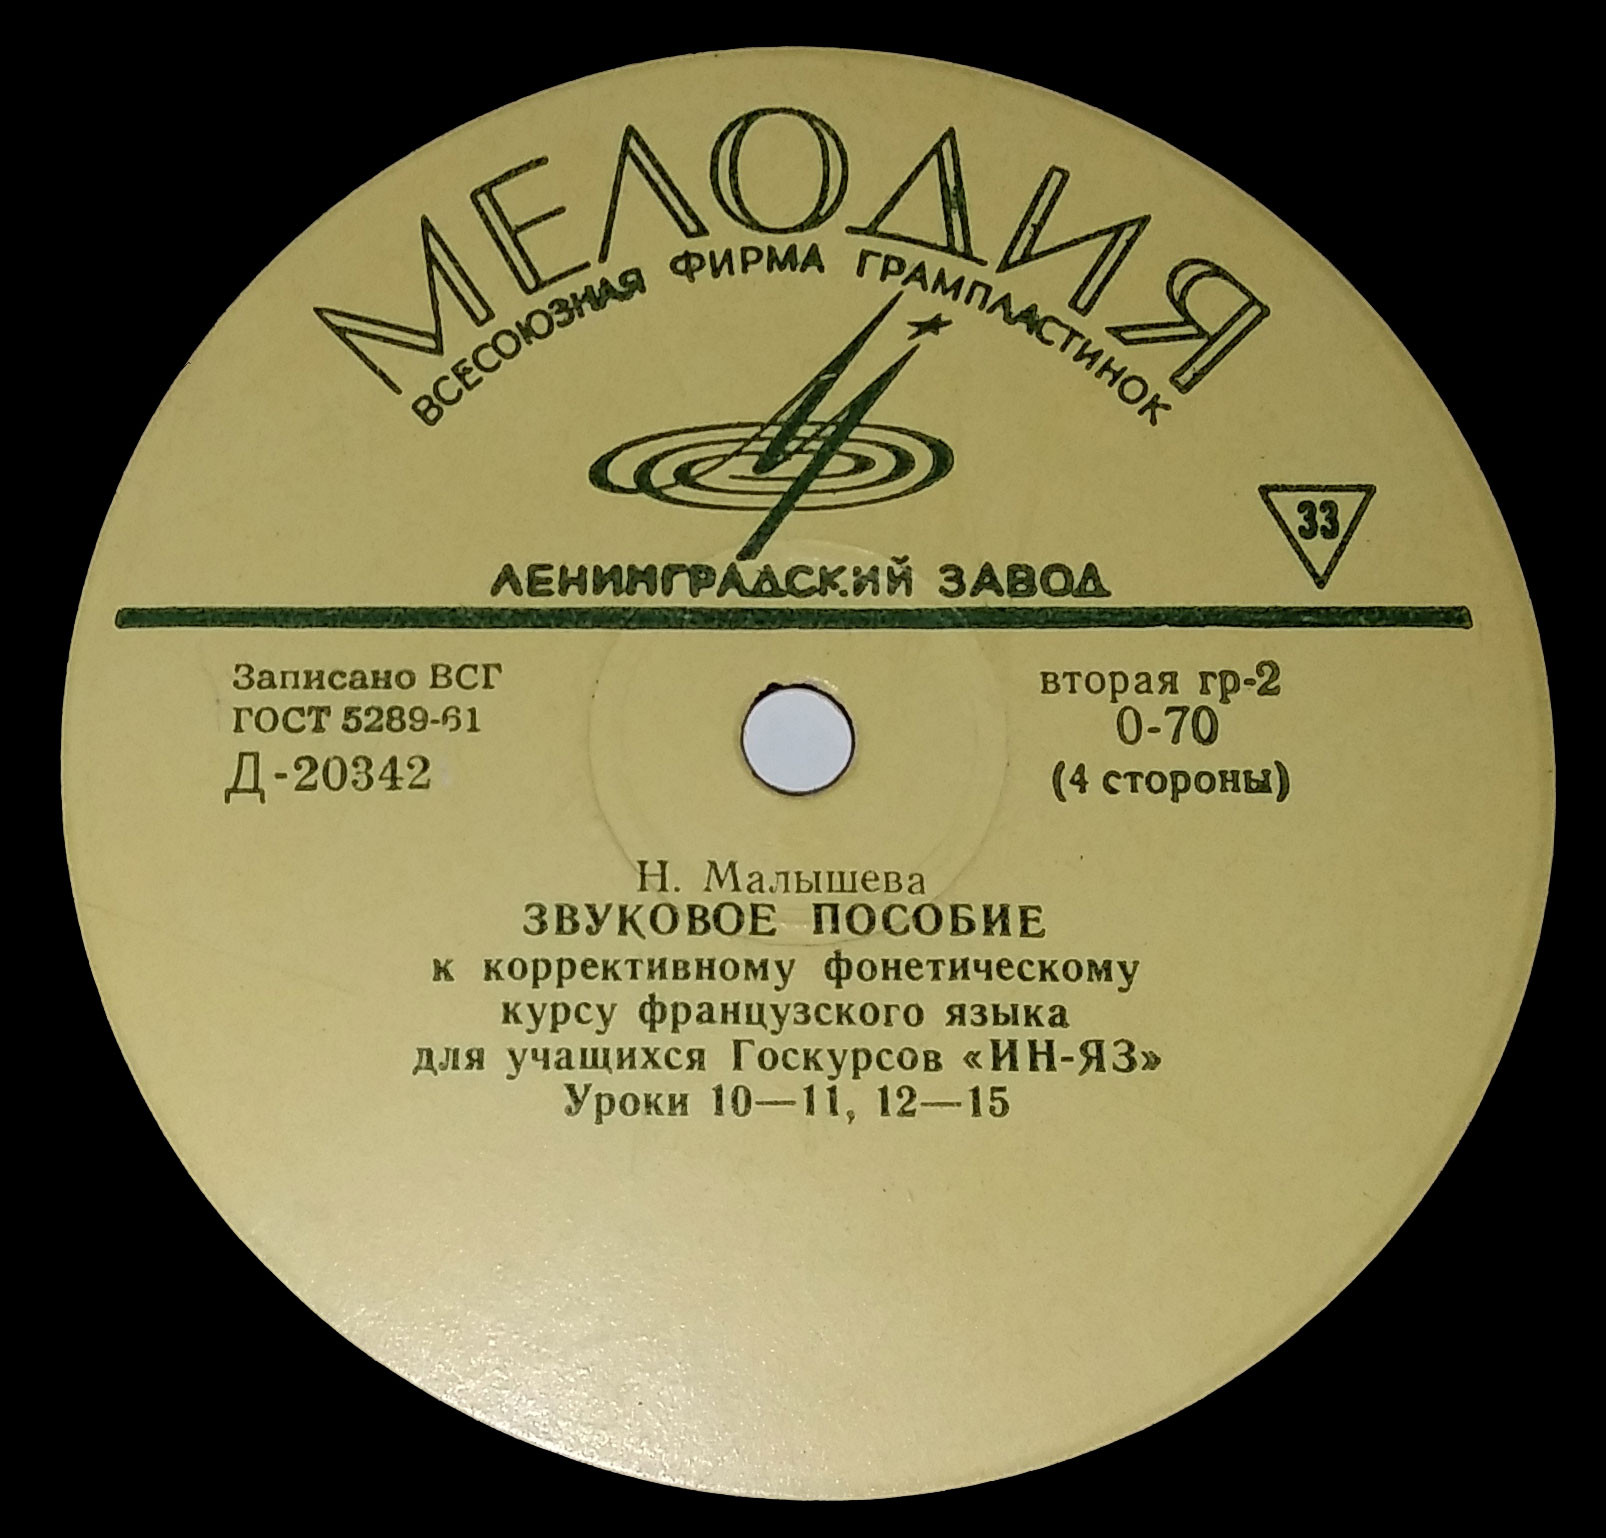 МЕЛОДИЯ
ВСЕСОЮЗНАЯ ФИРМА ГРАМПЛАСТИНОК
33
ЛЕНИНГРАДСКИЙ ЗАВОД
Записано ВСГ
ГОСТ 5289-61
Д-20342
вторая гр-2
0-70
(4 стороны)
Н. Малышева
ЗВУКОВОЕ ПОСОБИЕ
к коррективному фонетическому
курсу французского языка
для учащихся Госкурсов «ИН-ЯЗ»
Уроки 10—11, 12—15